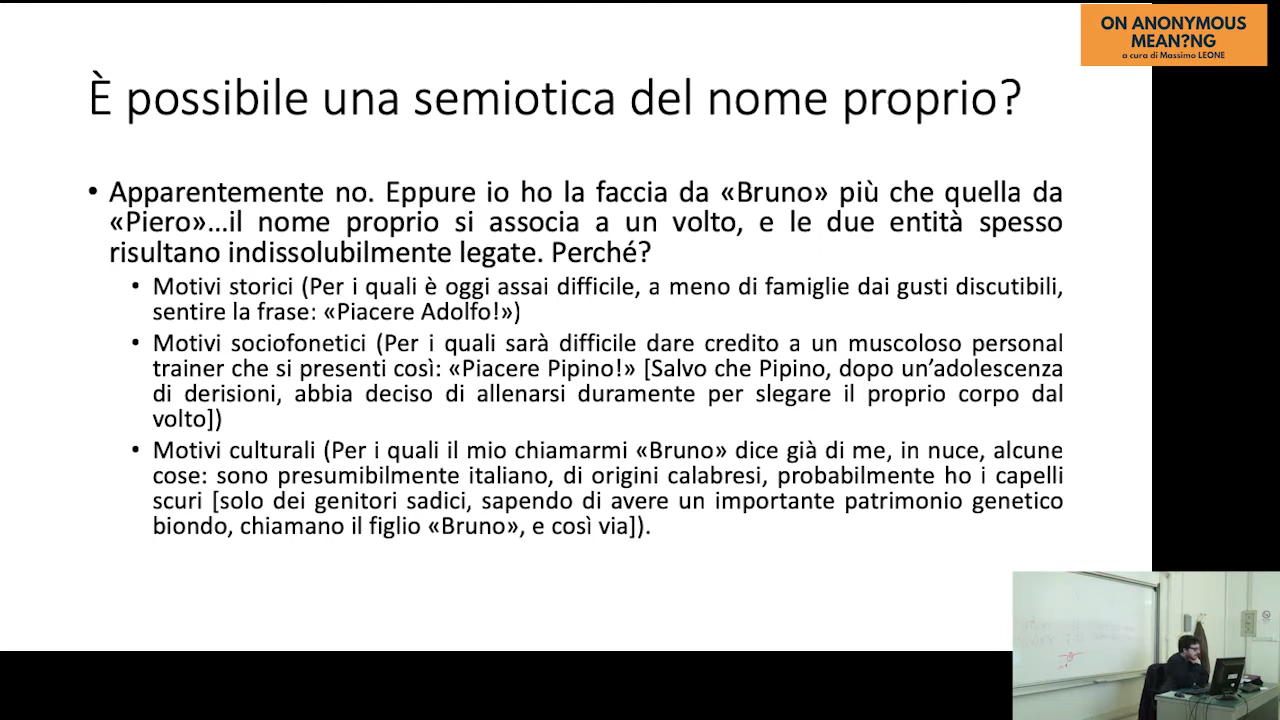 ON ANONYMOUS
MEAN?NG
a cura di Massimo LEONE
È possibile una semiotica del nome proprio?
• Apparentemente no. Eppure io ho la faccia da «Bruno» più che quella da
«Piero»...il nome proprio si associa a un volto, e le due entità spesso
risultano indissolubilmente legate. Perché?
• Motivi storici (Per i quali è oggi assai difficile, a meno di famiglie dai gusti discutibili,
sentire la frase: «Piacere Adolfo!»)
• Motivi sociofonetici (Per i quali sarà difficile dare credito a un muscoloso personal
trainer che si presenti così: «Piacere Pipino!» [Salvo che Pipino, dopo un’adolescenza
di derisioni, abbia deciso di allenarsi duramente per slegare il proprio corpo dal
volto])
• Motivi culturali (Per i quali il mio chiamarmi «Bruno» dice già di me, in nuce, alcune
cose: sono presumibilmente italiano, di origini calabresi, probabilmente ho i capelli
scuri [solo dei genitori sadici, sapendo di avere un importante patrimonio genetico
biondo, chiamano il figlio «Bruno», e così via]).